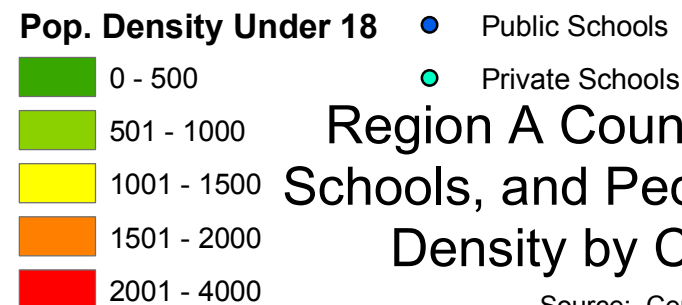 Pop. Density Under 18
0 - 500
501 - 1000
1001 - 1500
1501 - 2000
2001 - 4000
Public Schools
Private Schools
Region A Coun
Schools, and Peo
Density by C
Source: